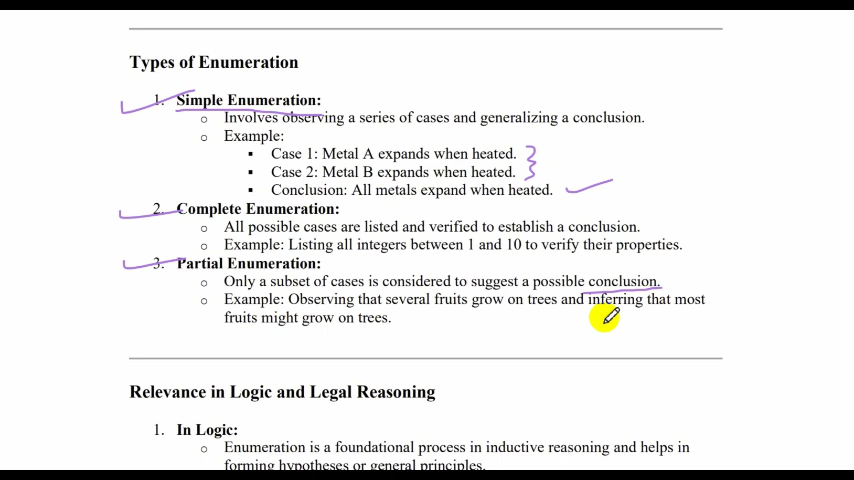 Types of Enumeration
1. Simple Enumeration:
o Involves observing a series of cases and generalizing a conclusion.
o Example:
▪ Case 1: Metal A expands when heated.
▪ Case 2: Metal B expands when heated.
▪ Conclusion: All metals expand when heated.
2. Complete Enumeration:
o All possible cases are listed and verified to establish a conclusion.
o Example: Listing all integers between 1 and 10 to verify their properties.
3. Partial Enumeration:
o Only a subset of cases is considered to suggest a possible conclusion.
o Example: Observing that several fruits grow on trees and inferring that most
fruits might grow on trees.
Relevance in Logic and Legal Reasoning
1. In Logic:
o Enumeration is a foundational process in inductive reasoning and helps in
forming hypotheses or general principles.